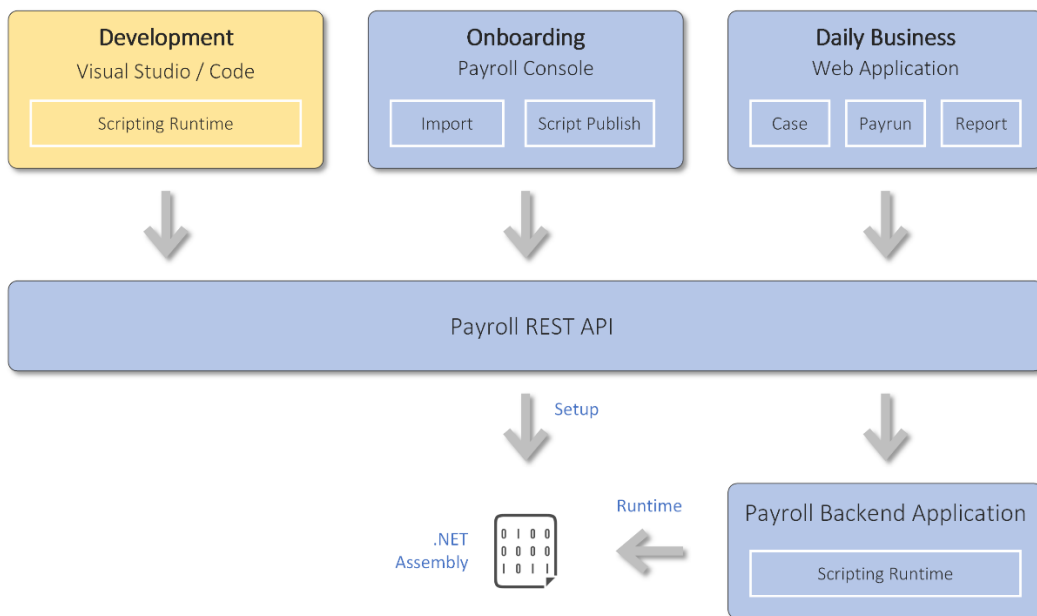 Development
Visual Studio / Code
Scripting Runtime
Onboarding
Payroll Console
Import
Script Publish
Daily Business
Web Application
Case
Payrun
Report
Payroll REST API
Setup
.NET
Assembly
0 1 0 0
0 0 0 0
1 0 1 1
Runtime
Payroll Backend Application
Scripting Runtime